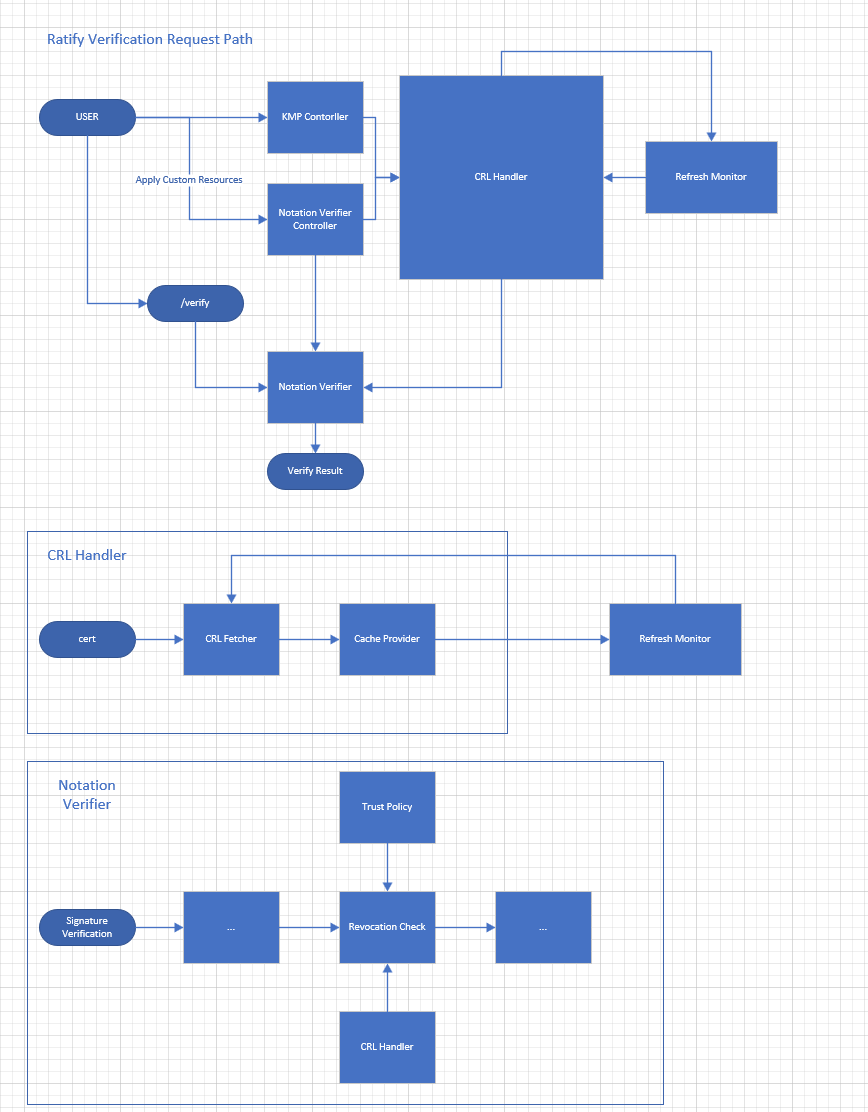 Ratify Verification Request Path
USER
KMP Contorller
CRL Handler
Refresh Monitor
Apply Custom Resources
Notation Verifier
Controller
/verify
Notation Verifier
Verify Result
CRL Handler
cert
CRL Fetcher
Cache Provider
Refresh Monitor
Notation
Verifier
Trust Policy
Signature
Verification
...
Revocation Check
...
CRL Handler